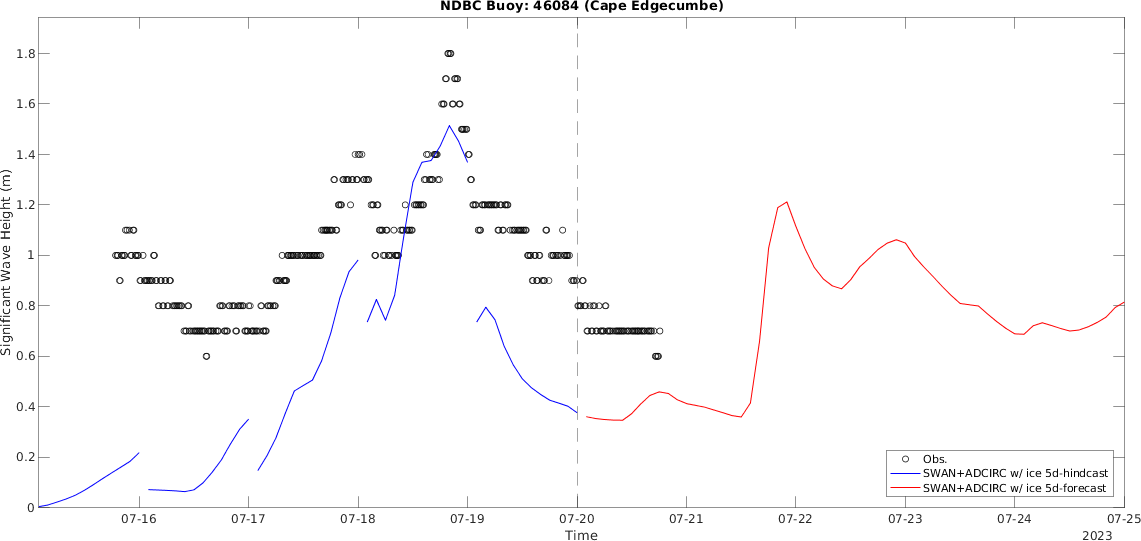 NDBC Buoy: 46084 (Cape Edgecumbe)
Significant Wave Height (m)
1.8
1.6
1.4
1.2
1
0.8
0.6
0.4
0.2
0
Obs.
SWAN+ADCIRC w/ ice 5d-hindcast
SWAN+ADCIRC w/ ice 5d-forecast
07-16 07-17 07-18 07-19 07-20 07-21 07-22 07-23 07-24 07-25
Time
2023